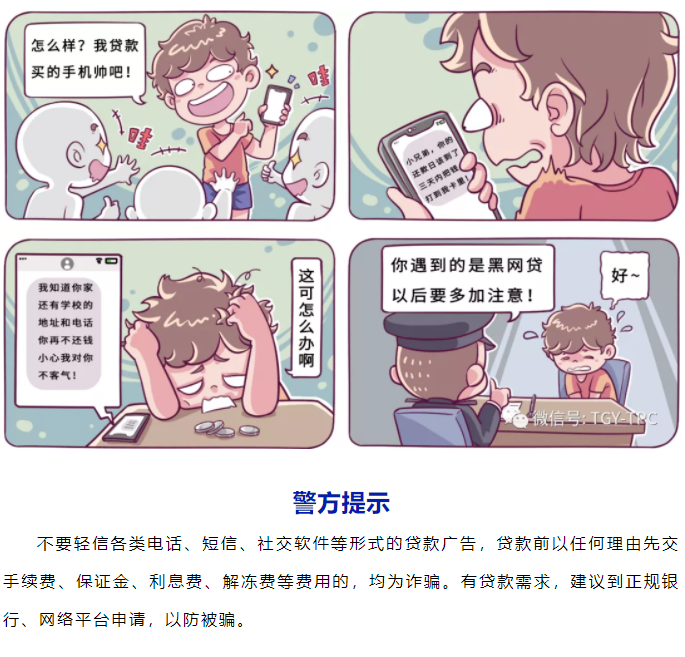 怎么样？我贷款
买的手机帅吧！
哇
哇
小兄弟，你的
还款日该到了
三天内把钱
打到我卡里！
我知道你家
还有学校的
地址和电话
你再不还钱
小心我对你
不客气！
这可怎么办啊
你遇到的是黑网贷
以后要多加注意！
好~
微信号: TGY-TPC
警方提示
不要轻信各类电话、短信、社交软件等形式的贷款广告，贷款前以任何理由先交
手续费、保证金、利息费、解冻费等费用的，均为诈骗。有贷款需求，建议到正规银
行、网络平台申请，以防被骗。